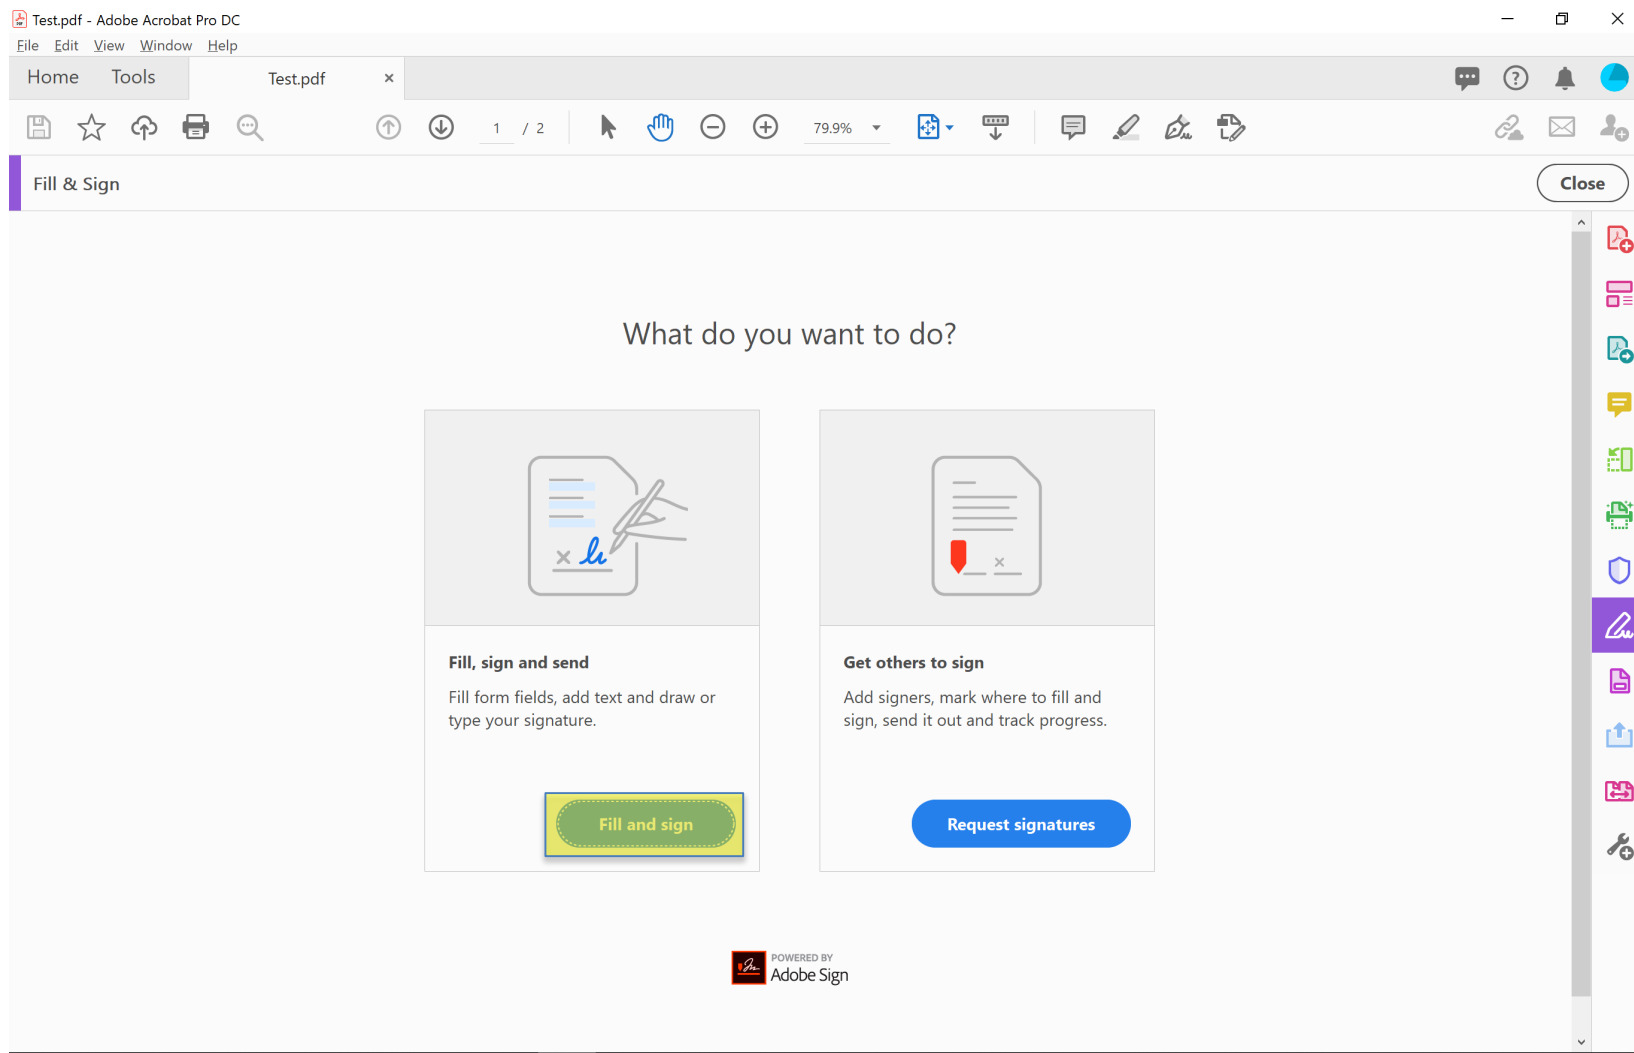 Test.pdf - Adobe Acrobat Pro DC
File Edit View Window Help
Home Tools Test.pdf
1 / 2 79.9%
Fill & Sign
Close
What do you want to do?
Fill, sign and send
Fill form fields, add text and draw or
type your signature.
Fill and sign
Get others to sign
Add signers, mark where to fill and
sign, send it out and track progress.
Request signatures
POWERED BY
Adobe Sign